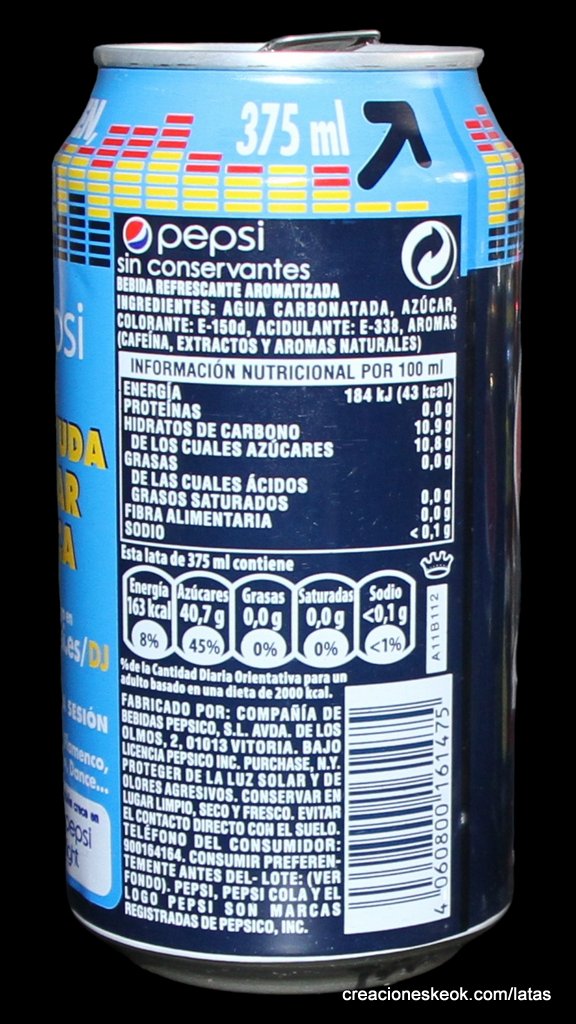 375 ml
pepsi
sin conservantes
BEBIDA REFRESCANTE AROMATIZADA
INGREDIENTES: AGUA CARBONATADA, AZÚCAR,
COLORANTE: E-150d, ACIDULANTE: E-338, AROMAS
(CAFEÍNA, EXTRACTOS Y AROMAS NATURALES)
INFORMACIÓN NUTRICIONAL POR 100 ml
ENERGÍA 184 kJ (43 kcal)
PROTEÍNAS 0,0 g
HIDRATOS DE CARBONO 10,9 g
DE LOS CUALES AZÚCARES 10,8 g
GRASAS 0,0 g
DE LAS CUALES ÁCIDOS
GRASOS SATURADOS 0,0 g
FIBRA ALIMENTARIA 0,0 g
SODIO < 0,1 g
Esta lata de 375 ml contiene
Energía Azúcares Grasas Saturadas Sodio
163 kcal 40,7 g 0,0 g 0,0 g <0,1 g
8% 45% 0% 0% <1%
A11B112
% de la Cantidad Diaria Orientativa para un
adulto basado en una dieta de 2000 kcal.
FABRICADO POR: COMPAÑÍA DE
BEBIDAS PEPSICO, S.L. AVDA. DE LOS
OLMOS, 2, 01013 VITORIA. BAJO
LICENCIA PEPSICO INC. PURCHASE, N.Y.
PROTEGER DE LA LUZ SOLAR Y DE
OLORES AGRESIVOS. CONSERVAR EN
LUGAR LIMPIO, SECO Y FRESCO. EVITAR
EL CONTACTO DIRECTO CON EL SUELO.
TELÉFONO DEL CONSUMIDOR:
900164164. CONSUMIR PREFEREN-
TEMENTE ANTES DEL- LOTE: (VER
FONDO). PEPSI, PEPSI COLA Y EL
LOGO PEPSI SON MARCAS
REGISTRADAS DE PEPSICO, INC.
4 060800 161475
psi
UDA
AR
A
en
.es/DJ
SESIÓN
lamenco,
, Dance...
pepsi
ght
creacioneskeok.com/latas